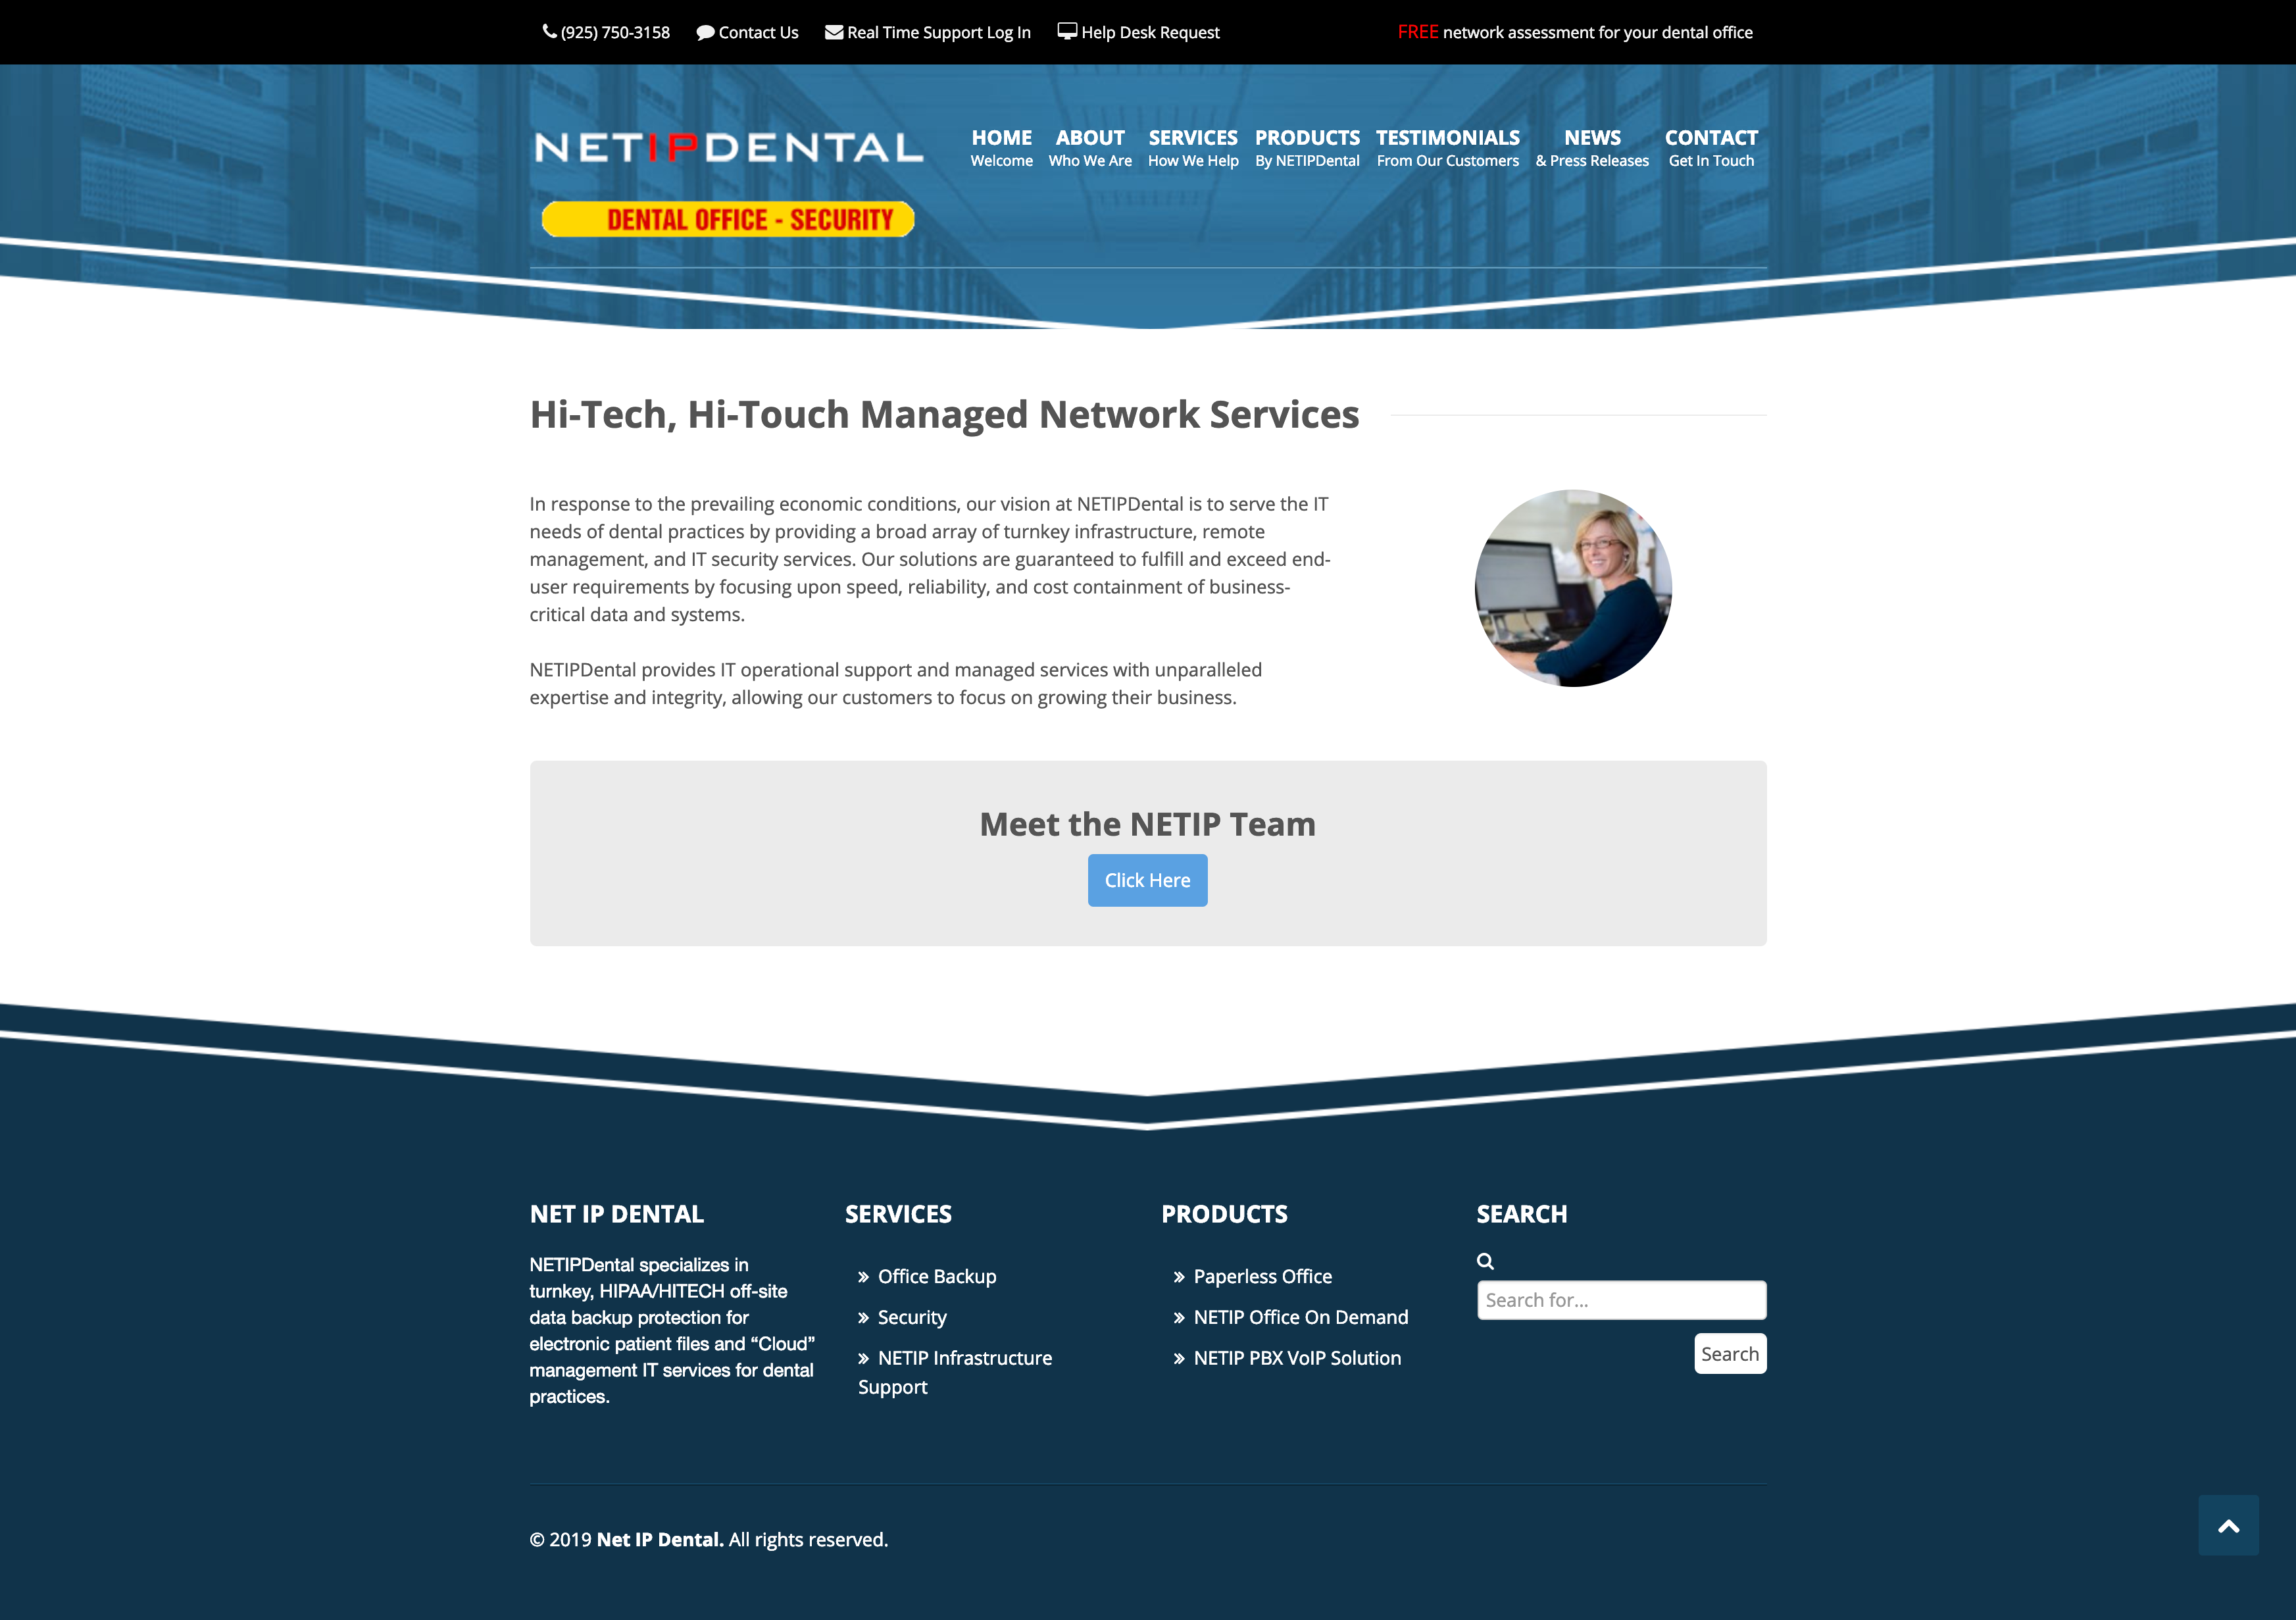 (925) 750-3158 Contact Us Real Time Support Log In Help Desk Request FREE network assessment for your dental office
NETIPDENTAL
HOME ABOUT SERVICES PRODUCTS TESTIMONIALS NEWS CONTACT
Welcome Who We Are How We Help By NETIPDental From Our Customers & Press Releases Get In Touch
DENTAL OFFICE - SECURITY
Hi-Tech, Hi-Touch Managed Network Services
In response to the prevailing economic conditions, our vision at NETIPDental is to serve the IT
needs of dental practices by providing a broad array of turnkey infrastructure, remote
management, and IT security services. Our solutions are guaranteed to fulfill and exceed end-
user requirements by focusing upon speed, reliability, and cost containment of business-
critical data and systems.
NETIPDental provides IT operational support and managed services with unparalleled
expertise and integrity, allowing our customers to focus on growing their business.
Meet the NETIP Team
Click Here
NET IP DENTAL
NETIPDental specializes in
turnkey, HIPAA/HITECH off-site
data backup protection for
electronic patient files and “Cloud”
management IT services for dental
practices.
SERVICES
» Office Backup
» Security
» NETIP Infrastructure
Support
PRODUCTS
» Paperless Office
» NETIP Office On Demand
» NETIP PBX VoIP Solution
SEARCH
Search for...
Search
© 2019 Net IP Dental. All rights reserved.